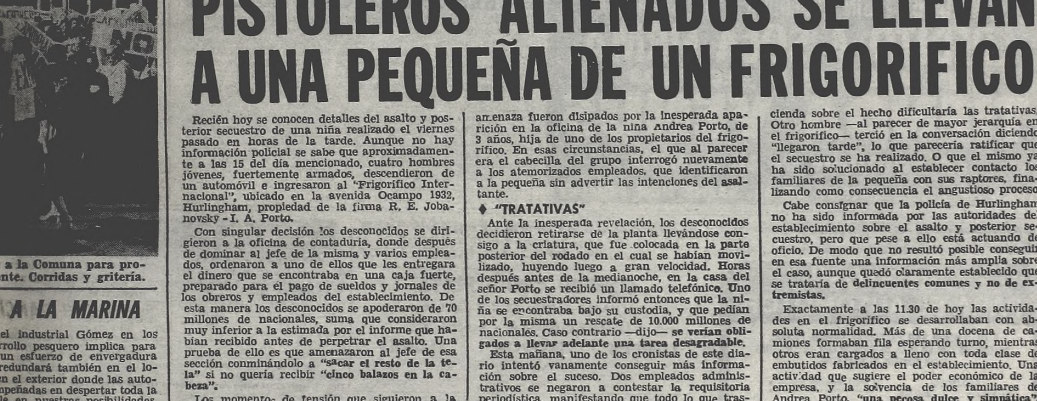 PISTOLEROS ALIENADOS SE LLEVAN
A UNA PEQUEÑA DE UN FRIGORIFICO
a la Comuna para pro-
nte. Corridas y gritería.
A LA MARINA
el industrial Gómez en los
rrollo pesquero implica para
un esfuerzo de envergadura
redundará también en el lo-
n el exterior donde las auto-
mpeñadas en despertar toda la
Recién hoy se conocen detalles del asalto y pos-
terior secuestro de una niña realizado el viernes
pasado en horas de la tarde. Aunque no hay
información policial se sabe que aproximadamen-
te a las 15 del día mencionado, cuatro hombres
jóvenes, fuertemente armados, descendieron de
un automóvil e ingresaron al "Frigorífico Inter-
nacional", ubicado en la avenida Ocampo 1932,
Hurlingham, propiedad de la firma R. E. Joba-
novsky - I. A. Porto.
Con singular decisión los desconocidos se diri-
gieron a la oficina de contaduría, donde después
de dominar al jefe de la misma y varios emplea-
dos, ordenaron a uno de ellos que les entregara
el dinero que se encontraba en una caja fuerte,
preparado para el pago de sueldos y jornales de
los obreros y empleados del establecimiento. De
esta manera los desconocidos se apoderaron de 70
millones de nacionales, suma que consideraron
muy inferior a la estimada por el informe que ha-
bían recibido antes de perpetrar el asalto. Una
prueba de ello es que amenazaron al jefe de esa
sección conminándolo a "sacar el resto de la te-
la" si no quería recibir "cinco balazos en la ca-
beza".
Los momentos de tensión que siguieron a la
amenaza fueron disipados por la inesperada apa-
rición en la oficina de la niña Andrea Porto, de
3 años, hija de uno de los propietarios del frigo-
rífico. En esas circunstancias, el que al parecer
era el cabecilla del grupo interrogó nuevamente
a los atemorizados empleados, que identificaron
a la pequeña sin advertir las intenciones del asal-
tante.
♦ "TRATATIVAS"
Ante la inesperada revelación, los desconocidos
decidieron retirarse de la planta llevándose con-
sigo a la criatura, que fue colocada en la parte
posterior del rodado en el cual se habían movi-
lizado, huyendo luego a gran velocidad. Horas
después antes de la medianoche, en la casa del
señor Porto se recibió un llamado telefónico. Uno
de los secuestradores informó entonces que la ni-
ña se encontraba bajo su custodia, y que pedían
por la misma un rescate de 10.000 millones de
nacionales. Caso contrario —dijo— se verían obli-
gados a llevar adelante una tarea desagradable.
Esta mañana, uno de los cronistas de este dia-
rio intentó vanamente conseguir más informa-
ción sobre el suceso. Dos empleados adminis-
trativos se negaron a contestar la requisitoria
periodística manifestando que todo lo que tras-
cienda sobre el hecho dificultaría las tratativas.
Otro hombre —al parecer de mayor jerarquía en
el frigorífico— terció en la conversación diciendo
"llegaron tarde", lo que parecería ratificar que
el secuestro se ha realizado. O que el mismo ya
ha sido solucionado al establecer contacto los
familiares de la pequeña con sus raptores, fina-
lizando como consecuencia el angustioso proceso.
Cabe consignar que la policía de Hurlingham
no ha sido informada por las autoridades del
establecimiento sobre el asalto y posterior se-
cuestro, pero que pese a ello está actuando de
oficio. De modo que no resultó posible conseguir
en esa fuente una información más amplia sobre
el caso, aunque quedó claramente establecido que
se trataría de delincuentes comunes y no de ex-
tremistas.
Exactamente a las 11.30 de hoy las activida-
des en el frigorífico se desarrollaban con ab-
soluta normalidad. Más de una docena de ca-
miones formaban fila esperando turno, mientras
otros eran cargados a lleno con toda clase de
embutidos fabricados en el establecimiento. Una
actividad que sugiere el poder económico de la
empresa, y la solvencia de los familiares de
Andrea Porto, "una pecosa dulce y simpática"